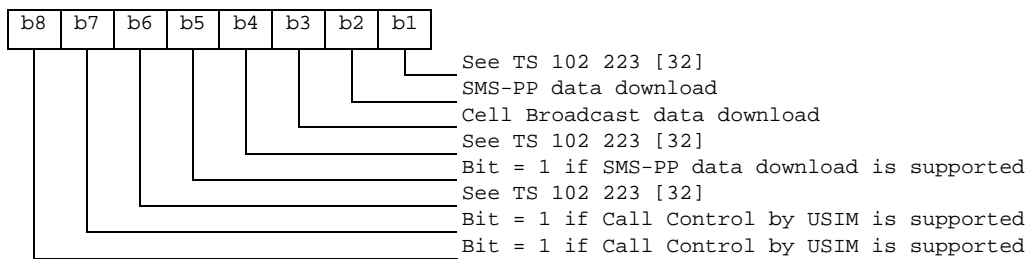 b8 b7 b6 b5 b4 b3 b2 b1
See TS 102 223 [32]
SMS-PP data download
Cell Broadcast data download
See TS 102 223 [32]
Bit = 1 if SMS-PP data download is supported
See TS 102 223 [32]
Bit = 1 if Call Control by USIM is supported
Bit = 1 if Call Control by USIM is supported